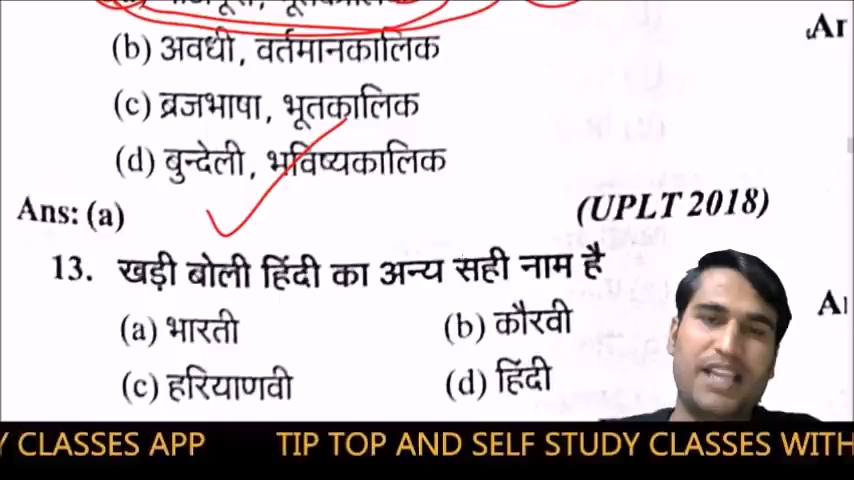 (b) अवधी, वर्तमानकालिक
(c) ब्रजभाषा, भूतकालिक
(d) बुन्देली, भविष्यकालिक
Ans: (a)
(UPLT 2018)
13. खड़ी बोली हिंदी का अन्य सही नाम है
(a) भारती
(b) कौरवी
(c) हरियाणवी
(d) हिंदी
Y CLASSES APP
TIP TOP AND SELF STUDY CLASSES WITH